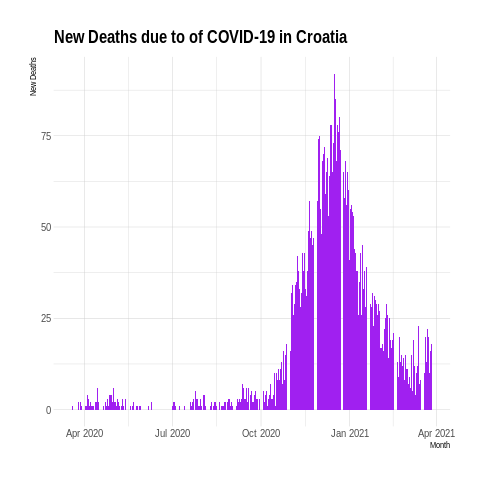 New Deaths due to of COVID-19 in Croatia
New Deaths
75
50
25
0
Apr 2020 Jul 2020 Oct 2020 Jan 2021 Apr 2021
Month